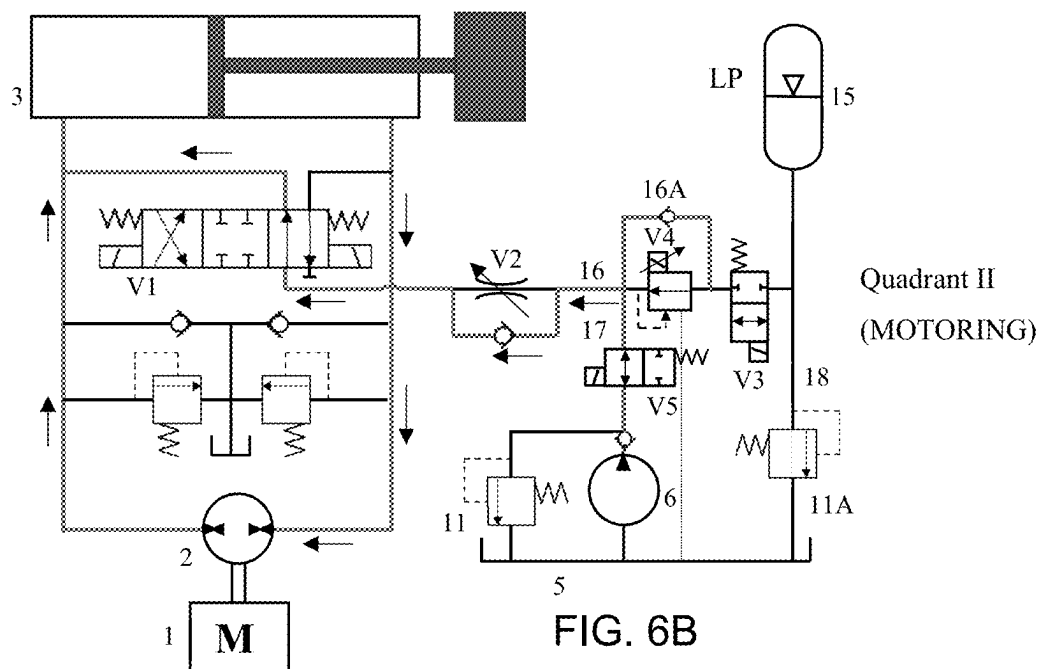 3
LP
15
16A
V4
V2
16
Quadrant II
(MOTORING)
V1
17
V3
18
V5
6
11
11A
2
5
1
M
FIG. 6B